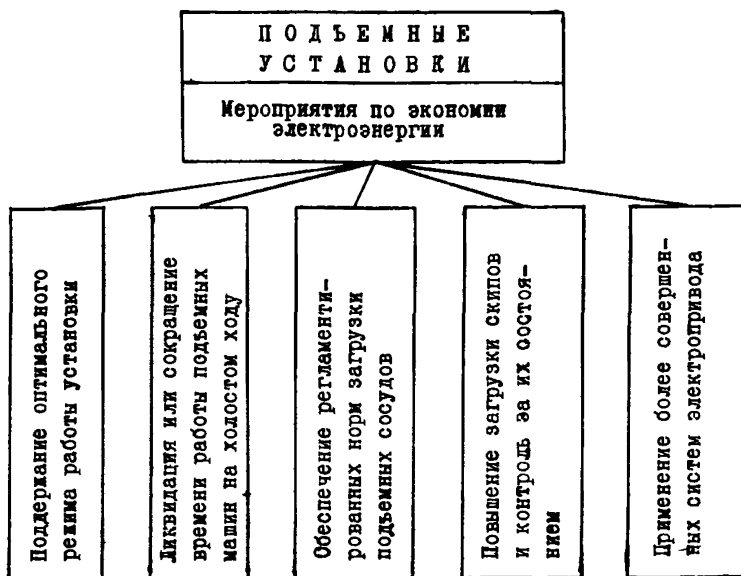 ПОДЪЕМНЫЕ
УСТАНОВКИ
Мероприятия по экономии
электроэнергии
Поддержание оптимального
режима работы установки
Ликвидация или сокращение
времени работы подъемных
машин на холостом ходу
Обеспечение регламенти-
рованных норм загрузки
подъемных сосудов
Повышение загрузки скипов
и контроль за их состоя-
нием
Применение более совершен-
ных систем электропривода